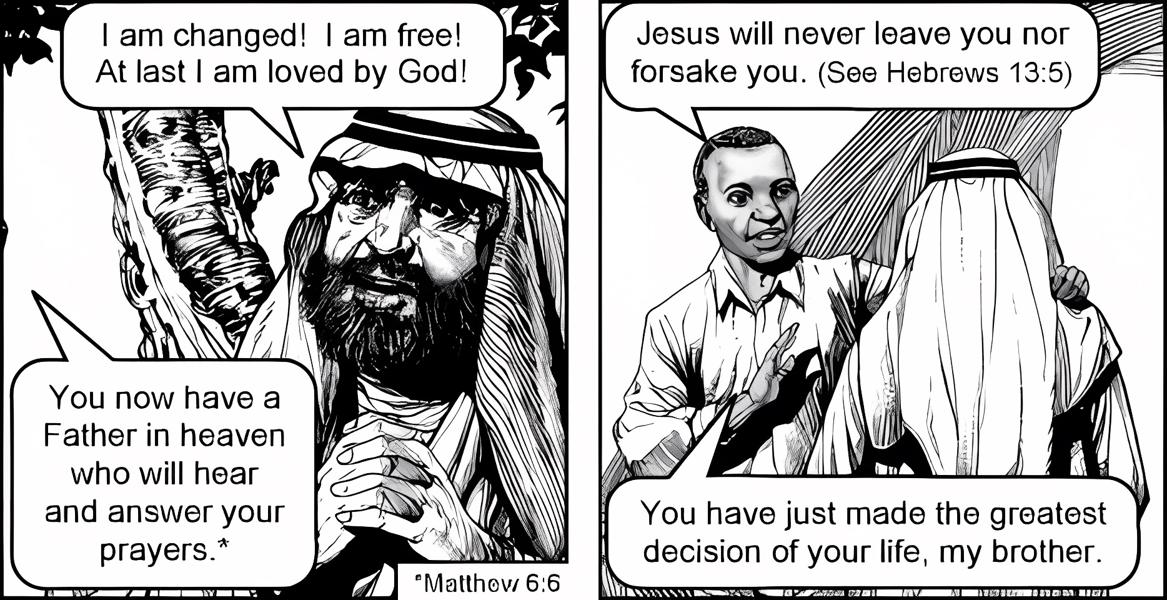 I am changed! I am free!
At last I am loved by God!
You now have a
Father in heaven
who will hear
and answer your
prayers.*
*Matthew 6:6
Jesus will never leave you nor
forsake you. (See Hebrews 13:5)
You have just made the greatest
decision of your life, my brother.